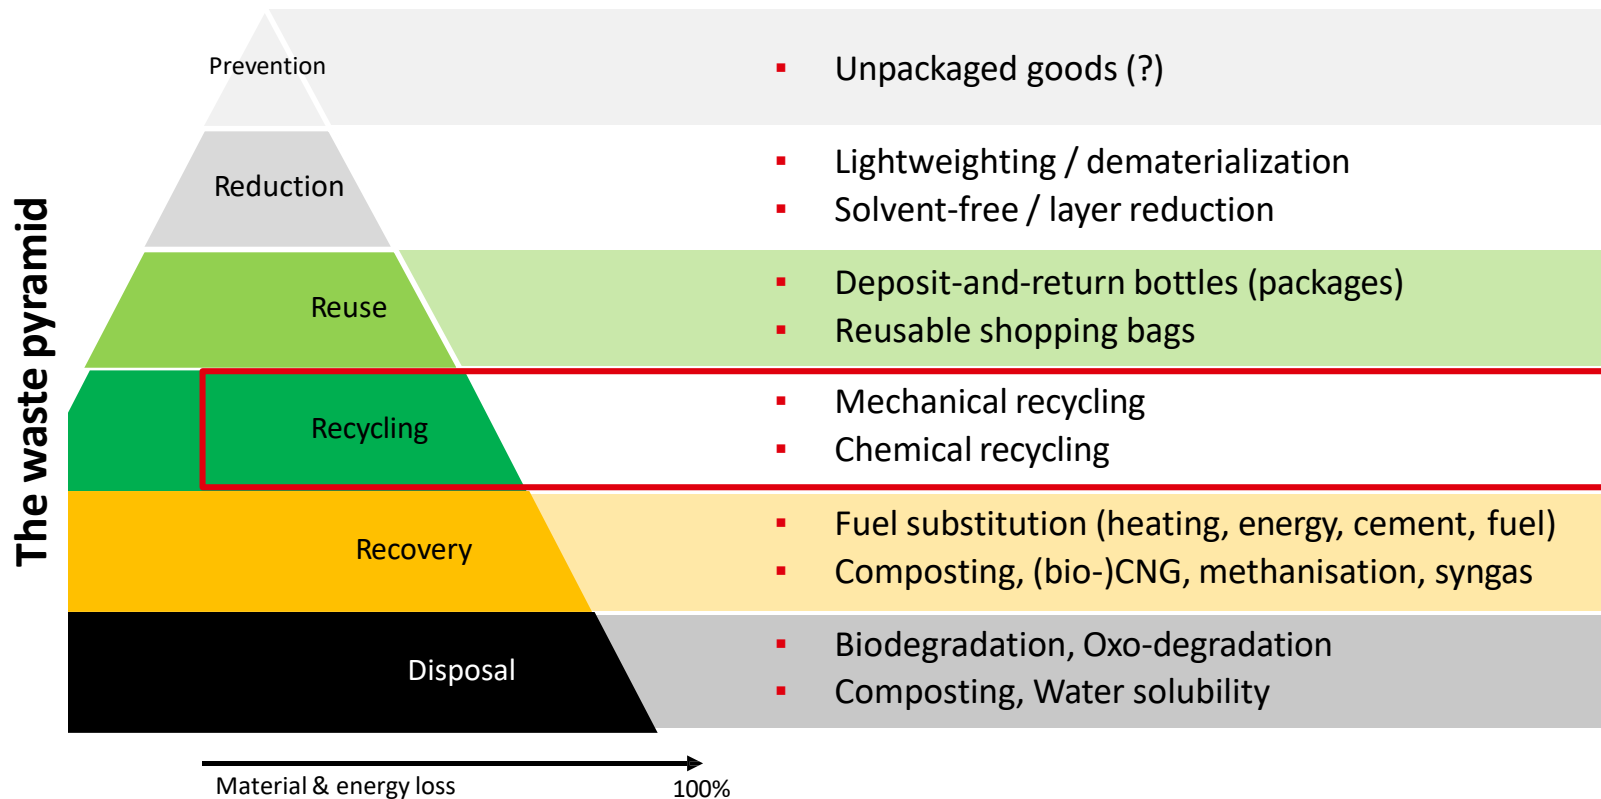 The waste pyramid
Prevention
▪ Unpackaged goods (?)
Reduction
▪ Lightweighting / dematerialization
▪ Solvent-free / layer reduction
Reuse
▪ Deposit-and-return bottles (packages)
▪ Reusable shopping bags
Recycling
▪ Mechanical recycling
▪ Chemical recycling
Recovery
▪ Fuel substitution (heating, energy, cement, fuel)
▪ Composting, (bio-)CNG, methanisation, syngas
Disposal
▪ Biodegradation, Oxo-degradation
▪ Composting, Water solubility
Material & energy loss
100%